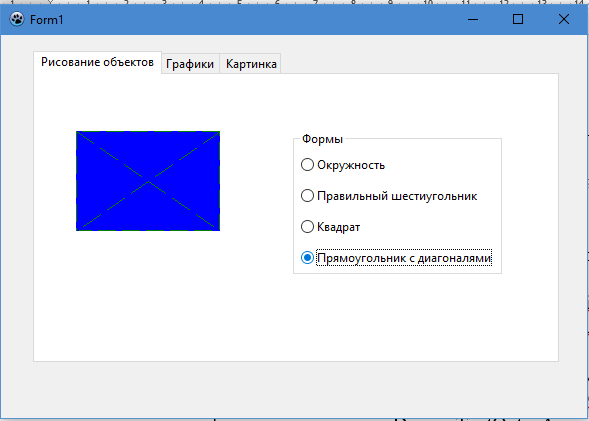 Form1
Рисование объектов Графики Картинка
Формы
Окружность
Правильный шестиугольник
Квадрат
Прямоугольник с диагоналями